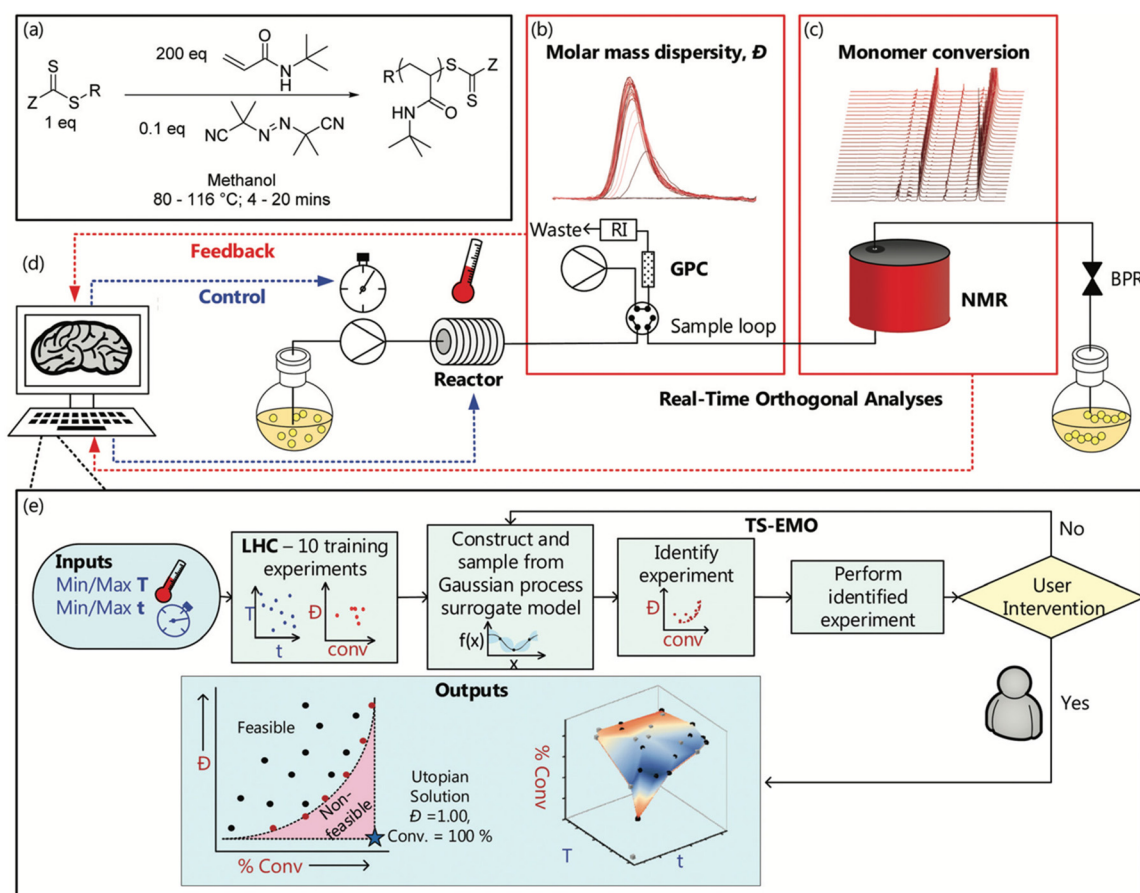 (a)
200 eq
O
N
H
S
Z
S
R
1 eq
0.1 eq
NC
N
N
CN
Methanol
80 - 116 °C; 4 - 20 mins
R
S
Z
S
HN
O
(b)
Molar mass dispersity, Đ
Waste
RI
GPC
Sample loop
(c)
Monomer conversion
NMR
BPR
(d)
Feedback
Control
Reactor
Real-Time Orthogonal Analyses
(e)
TS-EMO
Inputs
Min/Max T
Min/Max t
LHC – 10 training
experiments
T
t
Đ
conv
Construct and
sample from
Gaussian process
surrogate model
f(x)
x
Identify
experiment
Đ
conv
Perform
identified
experiment
No
User
Intervention
Yes
Outputs
Đ
Feasible
Non-
feasible
% Conv
Utopian
Solution
Đ =1.00,
Conv. = 100 %
% Conv
T
t